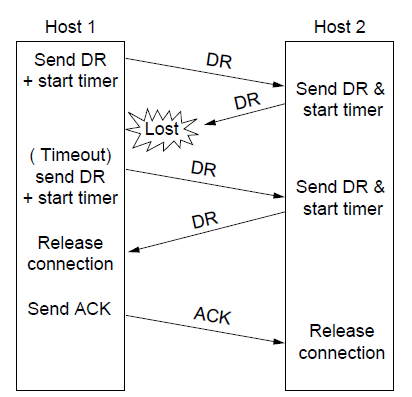 Host 1
Host 2
Send DR
+ start timer
DR
Send DR &
start timer
DR
Lost
( Timeout)
send DR
+ start timer
DR
Send DR &
start timer
DR
Release
connection
Send ACK
ACK
Release
connection